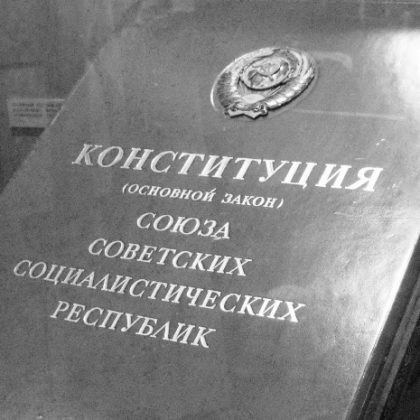 КОНСТИТУЦИЯ
(ОСНОВНОЙ ЗАКОН)
СОЮЗА
СОВЕТСКИХ
СОЦИАЛИСТИЧЕСКИХ
РЕСПУБЛИК